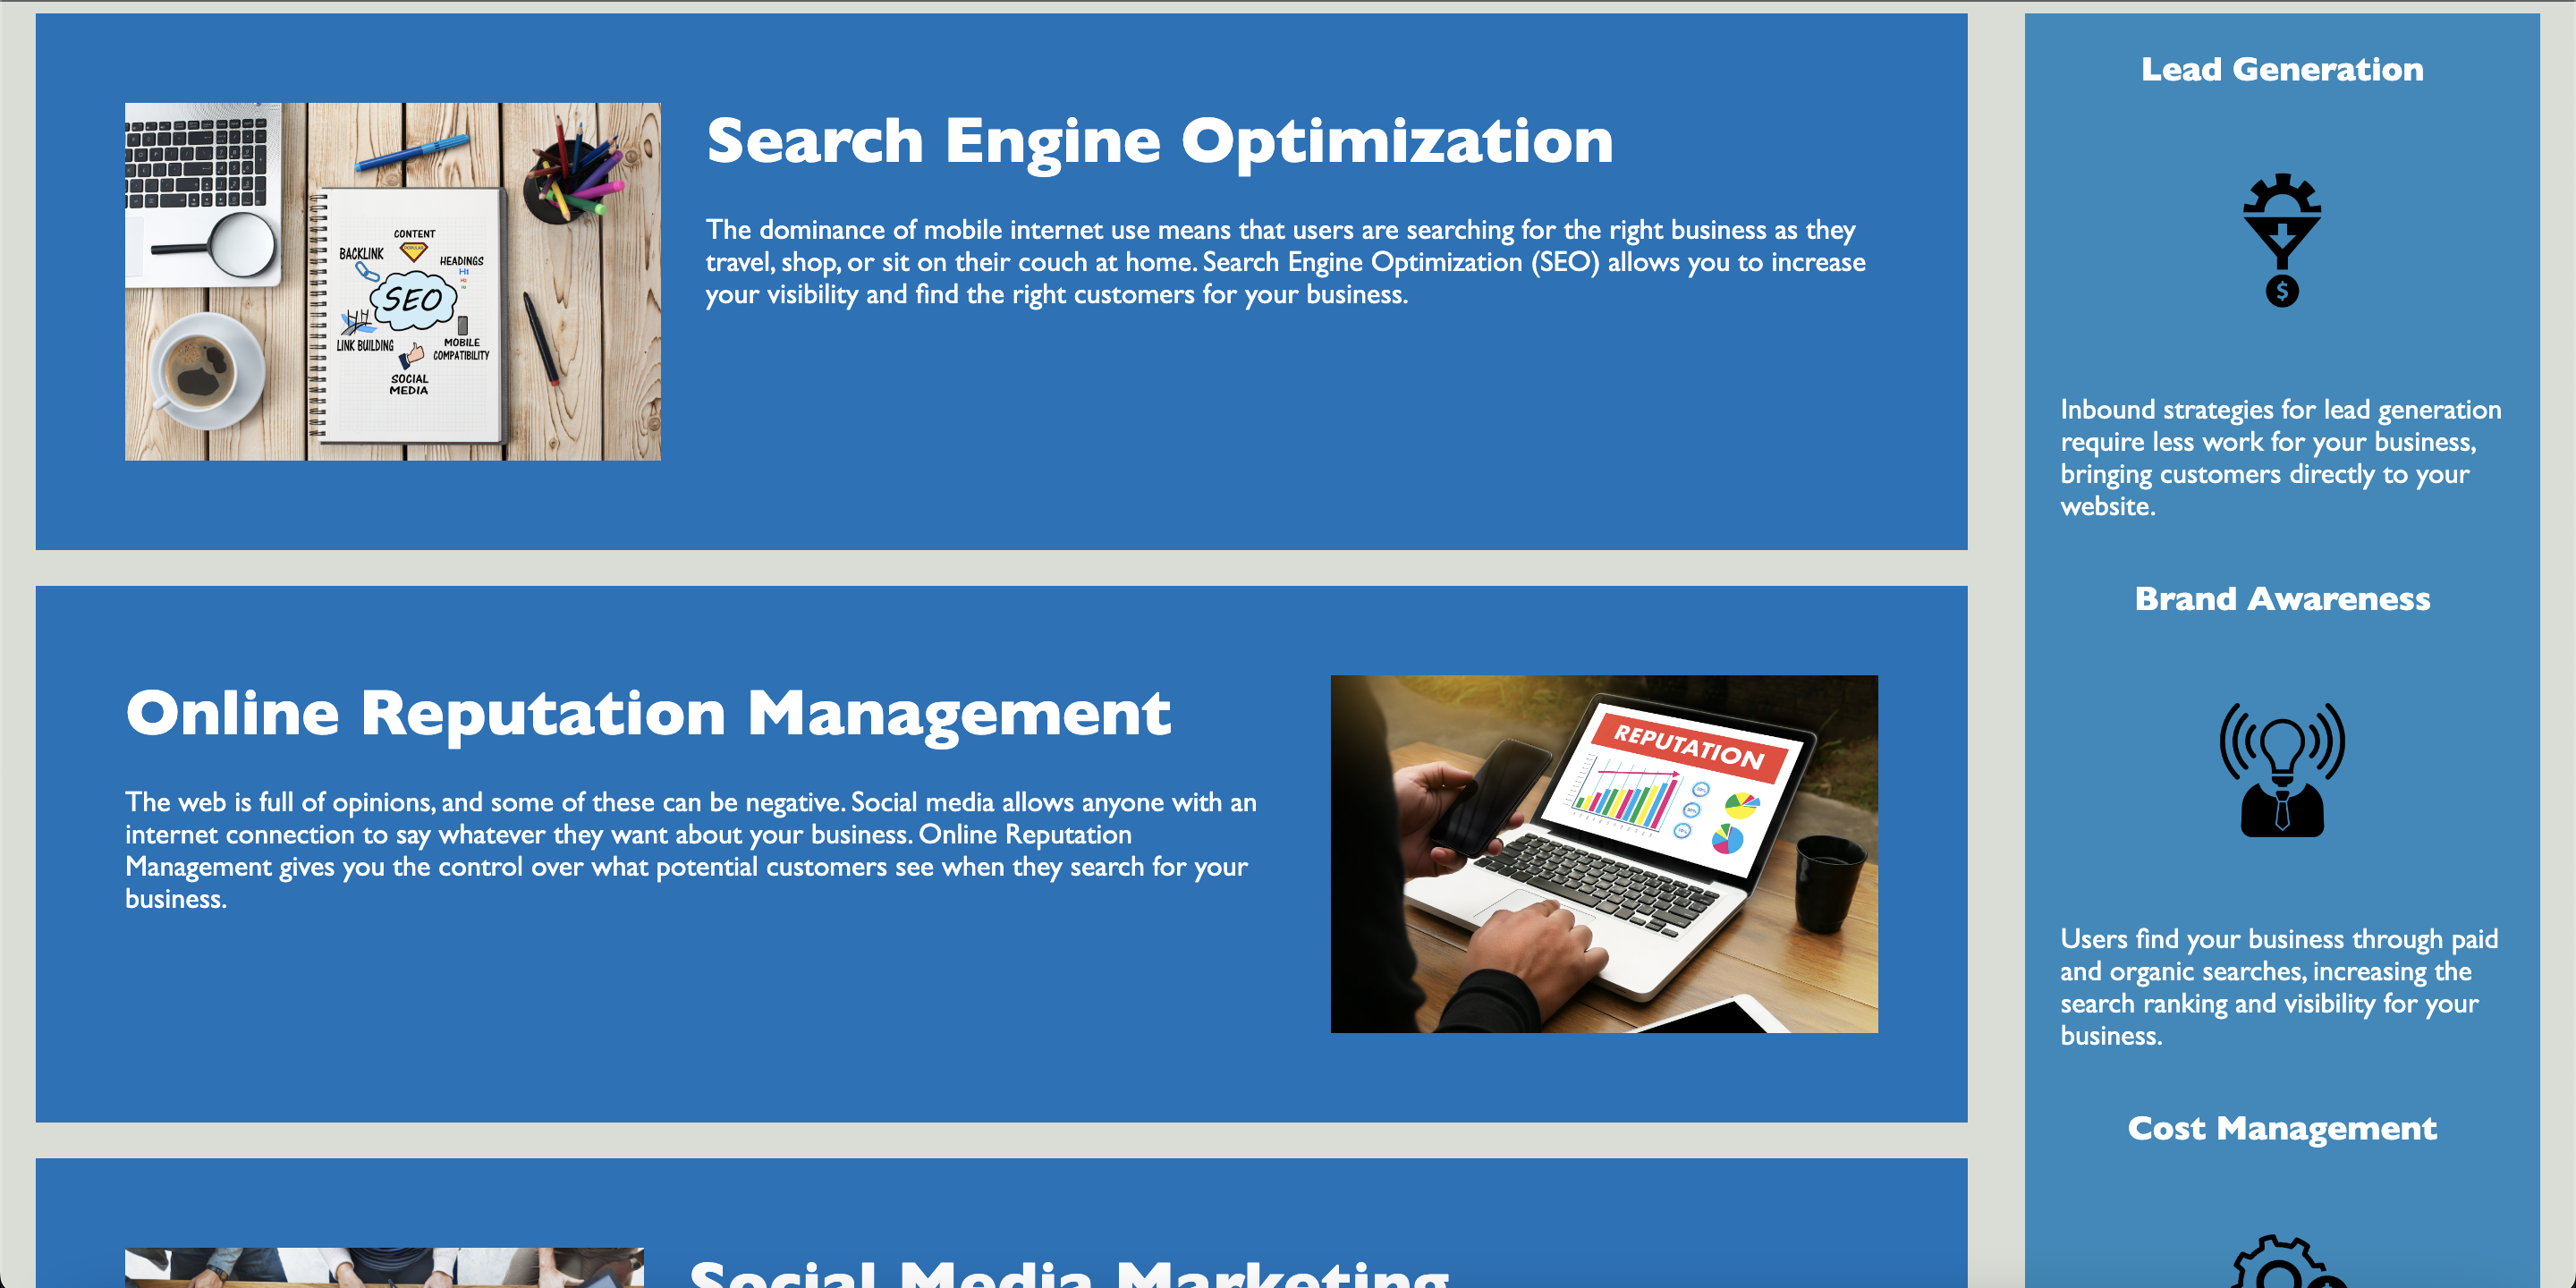 Search Engine Optimization
The dominance of mobile internet use means that users are searching for the right business as they
travel, shop, or sit on their couch at home. Search Engine Optimization (SEO) allows you to increase
your visibility and find the right customers for your business.
CONTENT
BACKLINK
HEADINGS
H1
SEO
LINK BUILDING
MOBILE
COMPATIBILITY
SOCIAL
MEDIA
Online Reputation Management
The web is full of opinions, and some of these can be negative. Social media allows anyone with an
internet connection to say whatever they want about your business. Online Reputation
Management gives you the control over what potential customers see when they search for your
business.
REPUTATION
Social Media Marketing
Lead Generation
$
Inbound strategies for lead generation
require less work for your business,
bringing customers directly to your
website.
Brand Awareness
Users find your business through paid
and organic searches, increasing the
search ranking and visibility for your
business.
Cost Management